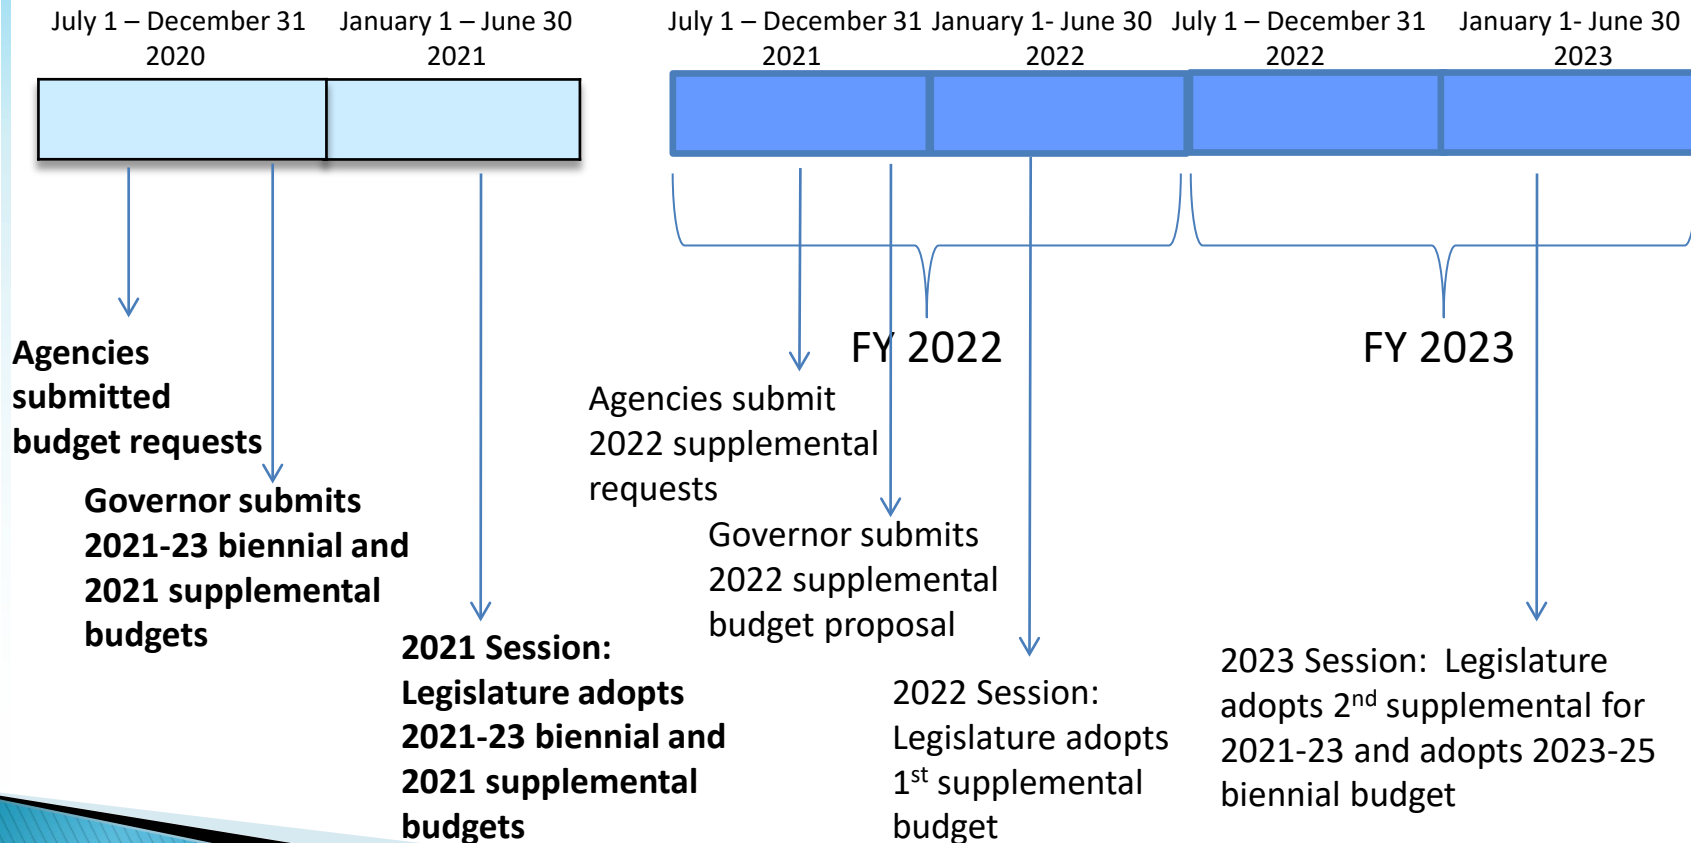 July 1 – December 31
2020
January 1 – June 30
2021
July 1 – December 31
2021
January 1- June 30
2022
July 1 – December 31
2022
January 1- June 30
2023
FY 2022
FY 2023
Agencies
submitted
budget requests
Governor submits
2021-23 biennial and
2021 supplemental
budgets
2021 Session:
Legislature adopts
2021-23 biennial and
2021 supplemental
budgets
Agencies submit
2022 supplemental
requests
Governor submits
2022 supplemental
budget proposal
2022 Session:
Legislature adopts
1st supplemental
budget
2023 Session: Legislature
adopts 2nd supplemental for
2021-23 and adopts 2023-25
biennial budget